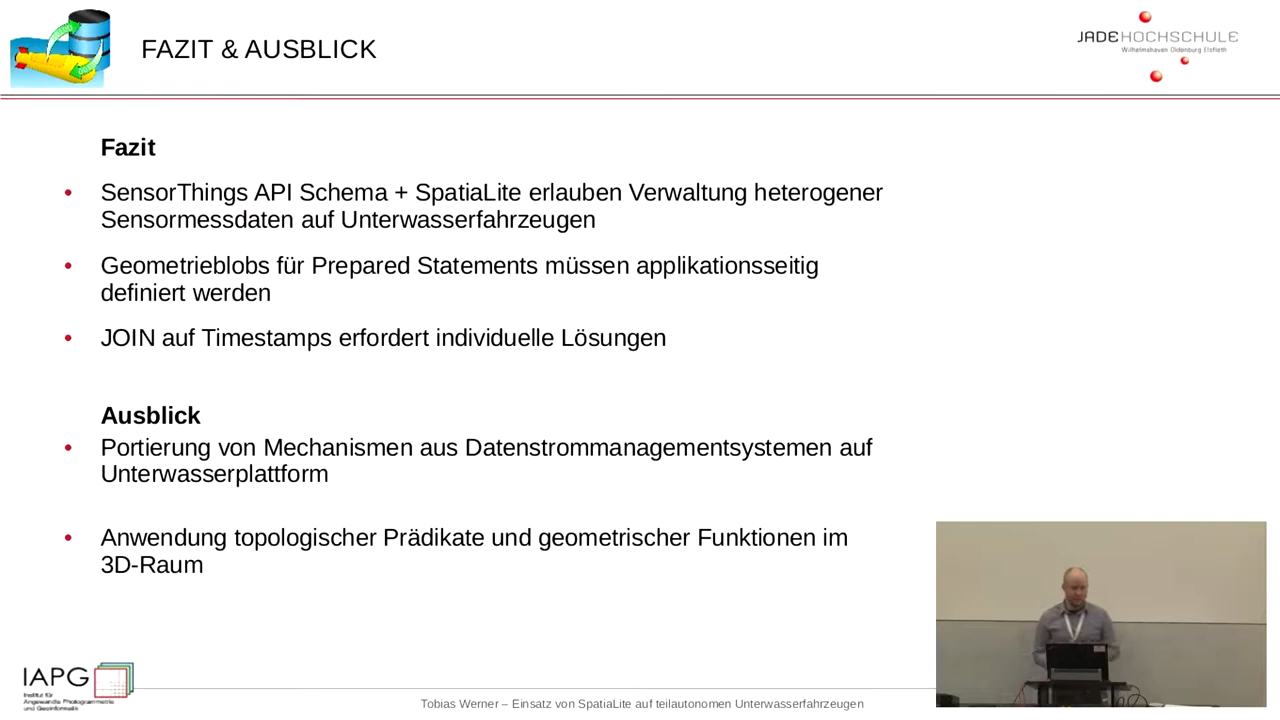 FAZIT & AUSBLICK
JADEHOCHSCHULE
Wilhelmshaven Oldenburg Elsfleth
Fazit
• SensorThings API Schema + SpatiaLite erlauben Verwaltung heterogener
Sensormessdaten auf Unterwasserfahrzeugen
• Geometrieblobs für Prepared Statements müssen applikationsseitig
definiert werden
• JOIN auf Timestamps erfordert individuelle Lösungen
Ausblick
• Portierung von Mechanismen aus Datenstrommanagementsystemen auf
Unterwasserplattform
• Anwendung topologischer Prädikate und geometrischer Funktionen im
3D-Raum
IAPG
Institut für
Angewandte Photogrammetrie
und Geoinformatik
Tobias Werner – Einsatz von SpatiaLite auf teilautonomen Unterwasserfahrzeugen